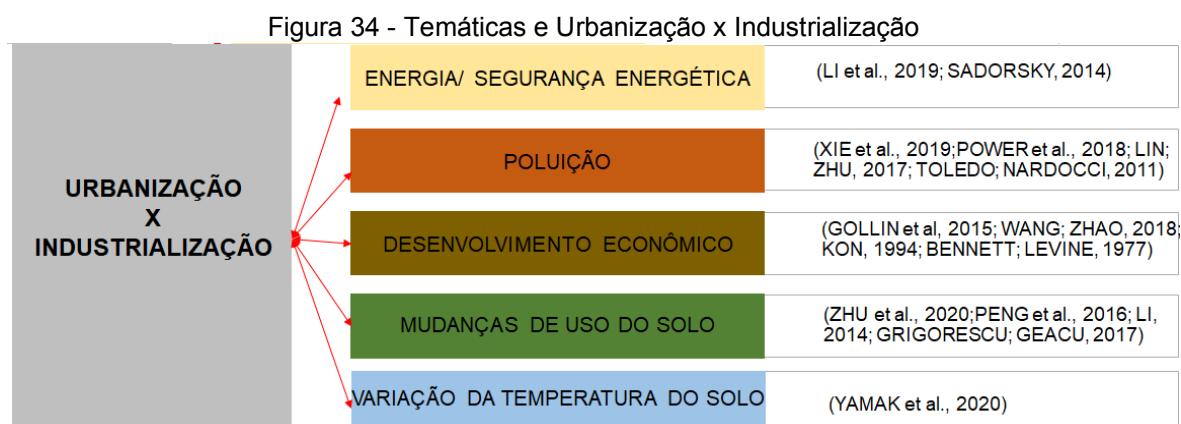 Figura 34 - Temáticas e Urbanização x Industrialização
URBANIZAÇÃO
X
INDUSTRIALIZAÇÃO
ENERGIA/ SEGURANÇA ENERGÉTICA
(LI et al., 2019; SADORSKY, 2014)
POLUIÇÃO
(XIE et al., 2019;POWER et al., 2018; LIN;
ZHU, 2017; TOLEDO; NARDOCCI, 2011)
DESENVOLVIMENTO ECONÔMICO
(GOLLIN et al, 2015; WANG; ZHAO, 2018;
KON, 1994; BENNETT; LEVINE, 1977)
MUDANÇAS DE USO DO SOLO
(ZHU et al., 2020;PENG et al., 2016; LI,
2014; GRIGORESCU; GEACU, 2017)
VARIAÇÃO DA TEMPERATURA DO SOLO
(YAMAK et al., 2020)